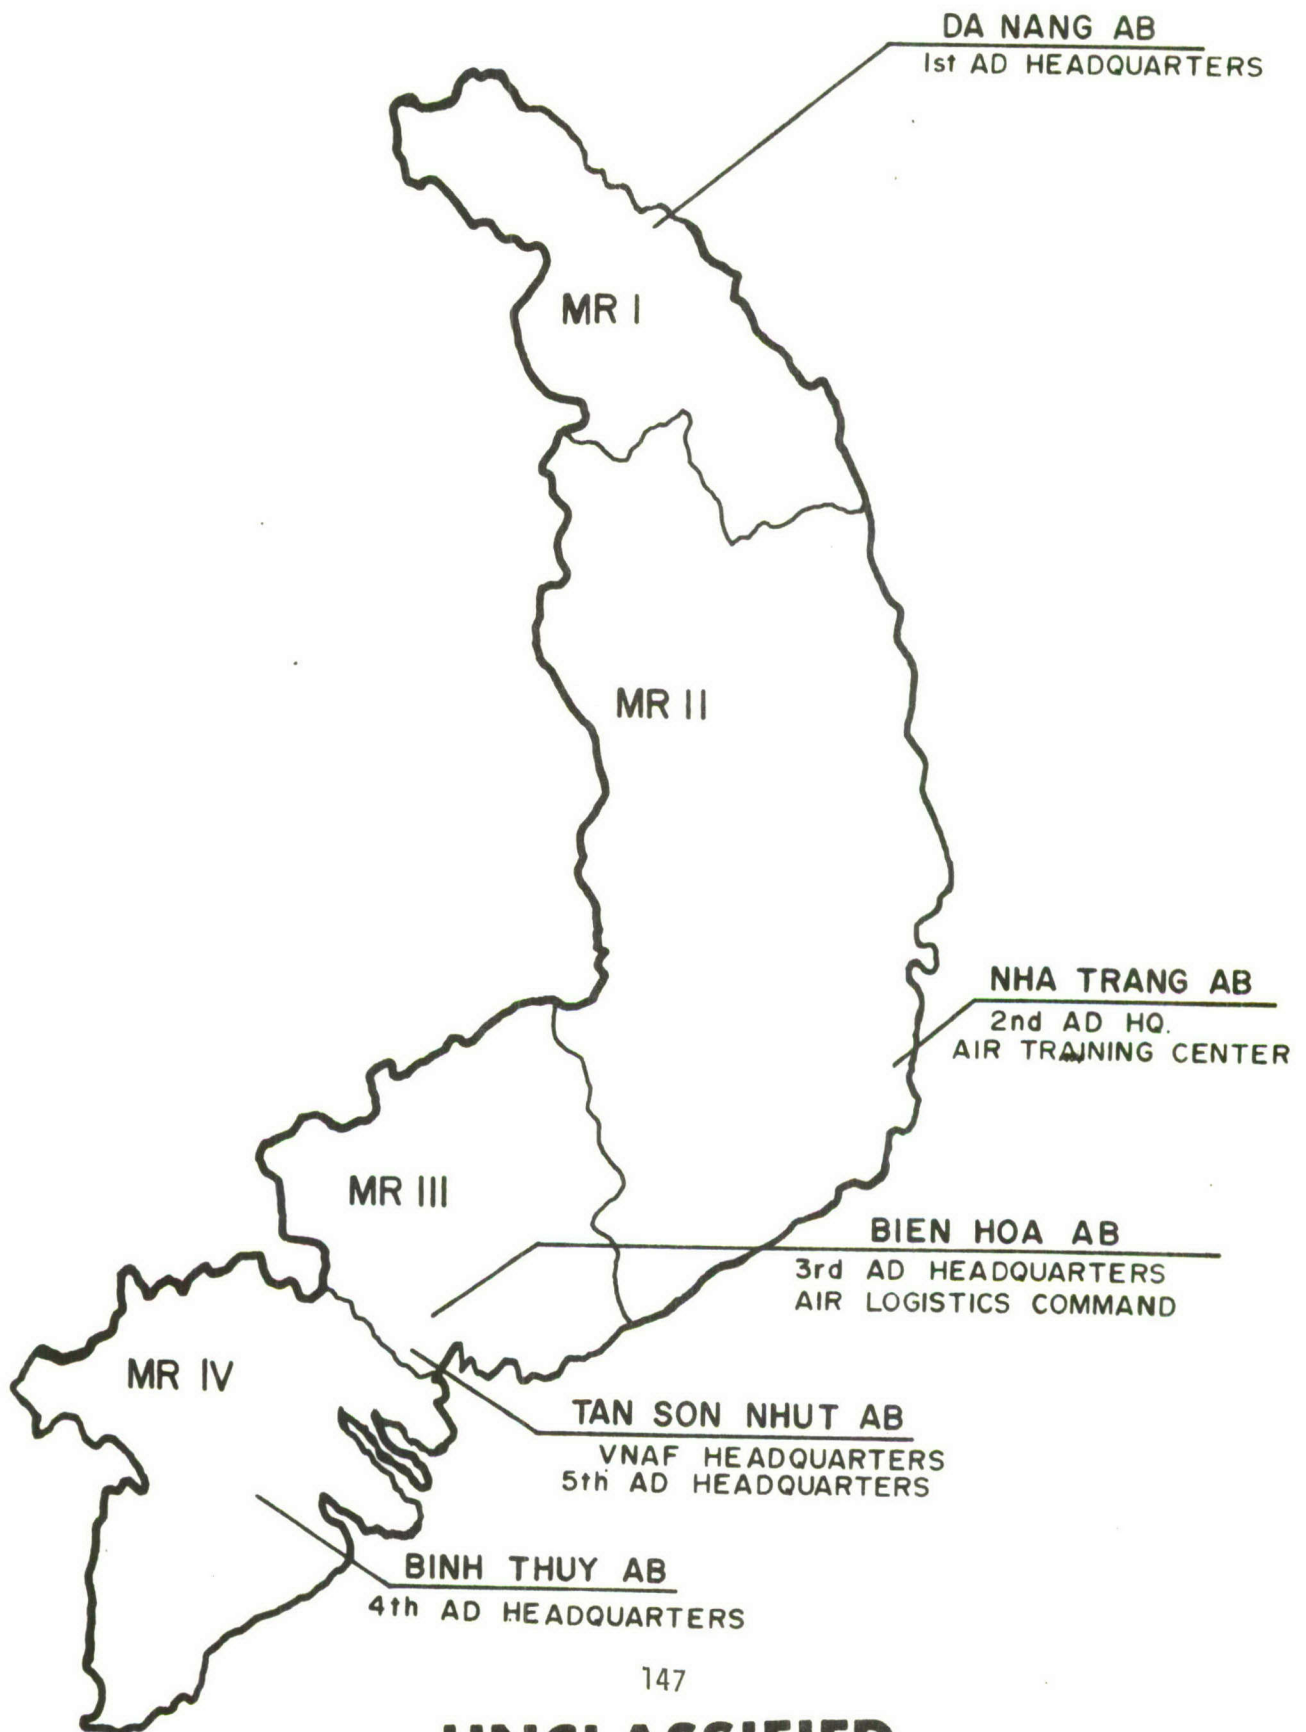 DA NANG AB
1st AD HEADQUARTERS
MR I
MR II
NHA TRANG AB
2nd AD HQ.
AIR TRAINING CENTER
MR III
BIEN HOA AB
3rd AD HEADQUARTERS
AIR LOGISTICS COMMAND
MR IV
TAN SON NHUT AB
VNAF HEADQUARTERS
5th AD HEADQUARTERS
BINH THUY AB
4th AD HEADQUARTERS
147
UNCLASSIFIED